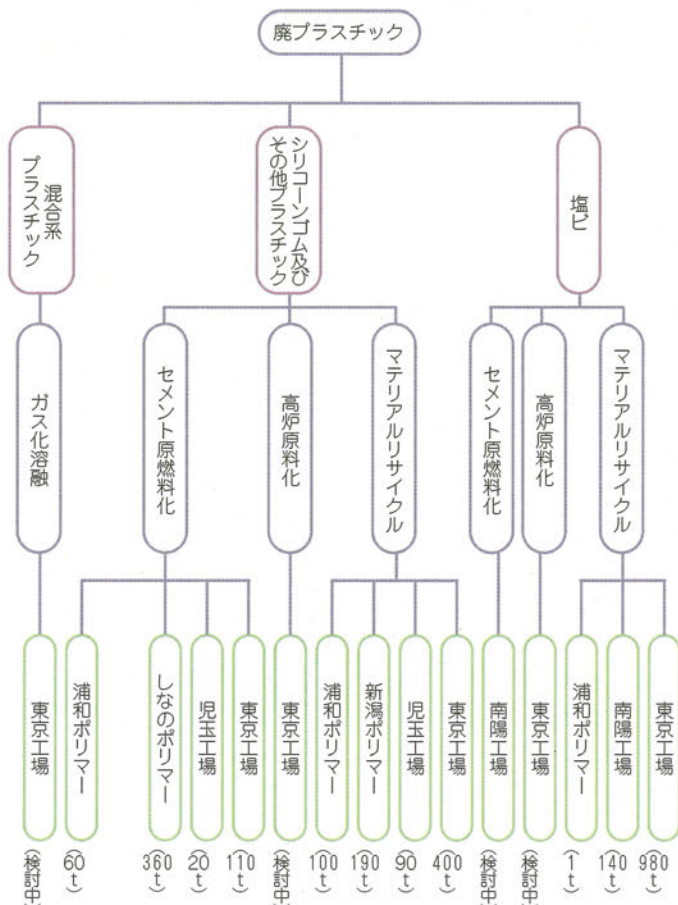 廃プラスチック
混合系
プラスチック
シリコーンゴム及び
その他プラスチック
塩ビ
ガス化溶融
セメント原燃料化
高炉原料化
マテリアルリサイクル
セメント原燃料化
高炉原料化
マテリアルリサイクル
東京工場
浦和ポリマー
しなのポリマー
児玉工場
東京工場
東京工場
浦和ポリマー
新潟ポリマー
児玉工場
東京工場
南陽工場
東京工場
浦和ポリマー
南陽工場
東京工場
(検討中)
(60t)
(360t)
(20t)
(110t)
(検討中)
(100t)
(190t)
(90t)
(400t)
(検討中)
(検討中)
(1t)
(140t)
(980t)